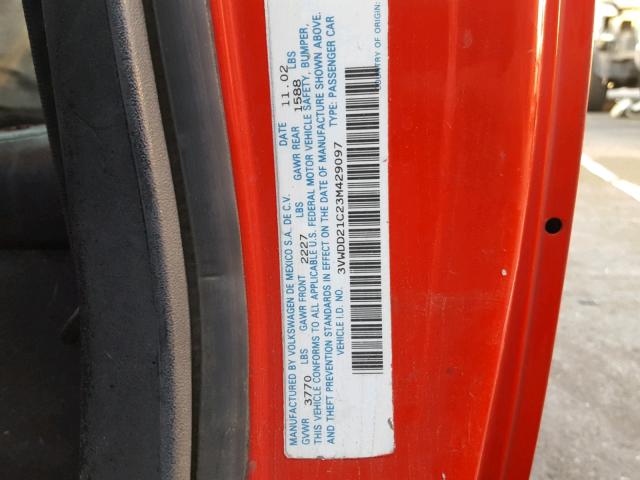 MANUFACTURED BY VOLKSWAGEN DE MEXICO S.A. DE C.V. DATE 11.02
GVWR 3770 LBS GAWR FRONT 2227 LBS GAWR REAR 1588 LBS
THIS VEHICLE CONFORMS TO ALL APPLICABLE U.S. FEDERAL MOTOR VEHICLE SAFETY, BUMPER,
AND THEFT PREVENTION STANDARDS IN EFFECT ON THE DATE OF MANUFACTURE SHOWN ABOVE.
VEHICLE I.D. NO. 3VWDD21C23M429097 TYPE: PASSENGER CAR
COUNTRY OF ORIGIN: